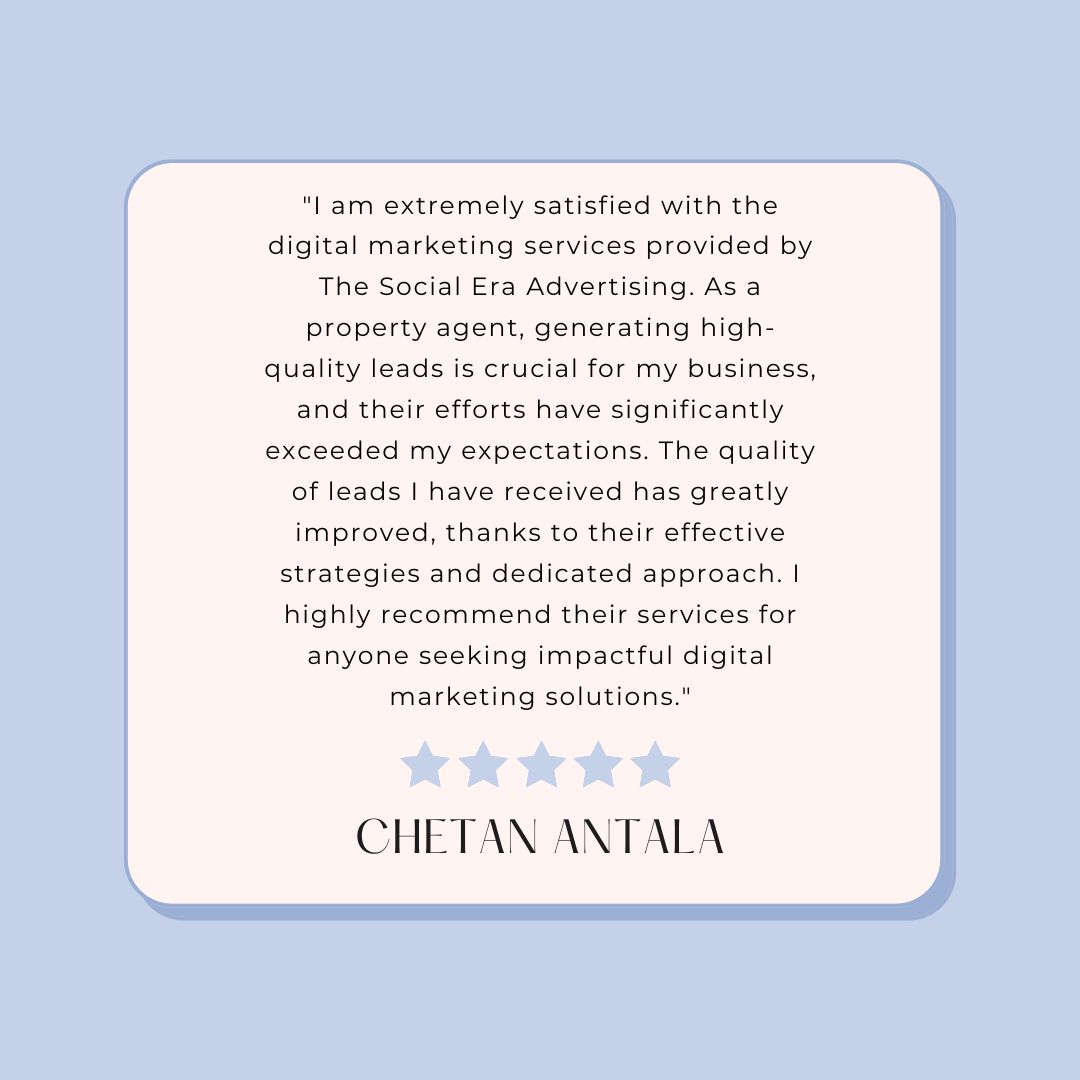 "I am extremely satisfied with the
digital marketing services provided by
The Social Era Advertising. As a
property agent, generating high-
quality leads is crucial for my business,
and their efforts have significantly
exceeded my expectations. The quality
of leads I have received has greatly
improved, thanks to their effective
strategies and dedicated approach. I
highly recommend their services for
anyone seeking impactful digital
marketing solutions."
CHETAN ANTALA